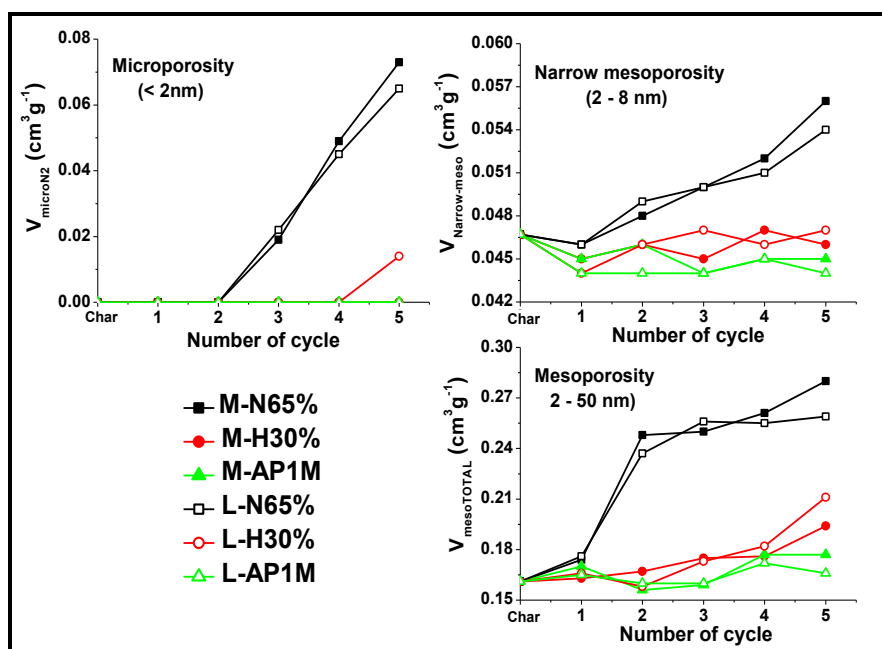 Microporosity
(< 2nm)
V microN2 (cm³g⁻¹)
0.08
0.06
0.04
0.02
0.00
Char 1 2 3 4 5
Number of cycle
Narrow mesoporosity
(2 - 8 nm)
V Narrow-meso (cm³g⁻¹)
0.060
0.057
0.054
0.051
0.048
0.045
0.042
Char 1 2 3 4 5
Number of cycle
M-N65%
M-H30%
M-AP1M
L-N65%
L-H30%
L-AP1M
Mesoporosity
2 - 50 nm)
V mesoTOTAL (cm³g⁻¹)
0.30
0.27
0.24
0.21
0.18
0.15
Char 1 2 3 4 5
Number of cycle